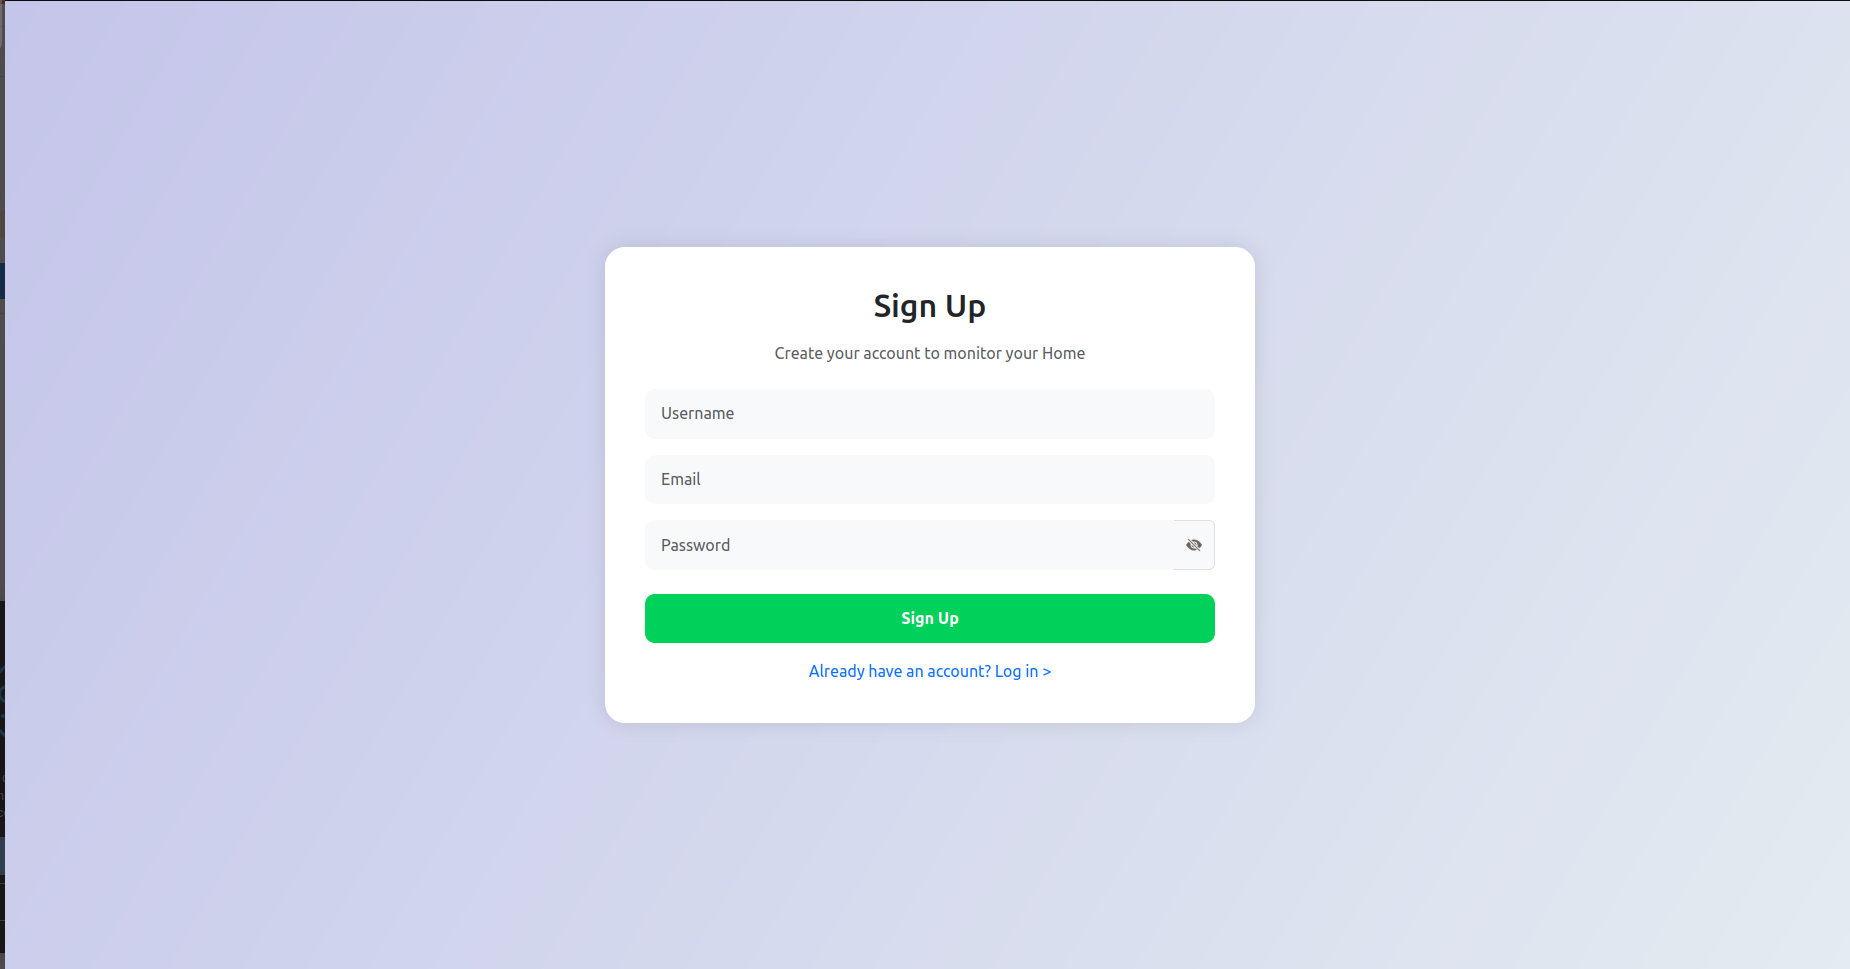 Sign Up
Create your account to monitor your Home
Username
Email
Password
Sign Up
Already have an account? Log in >